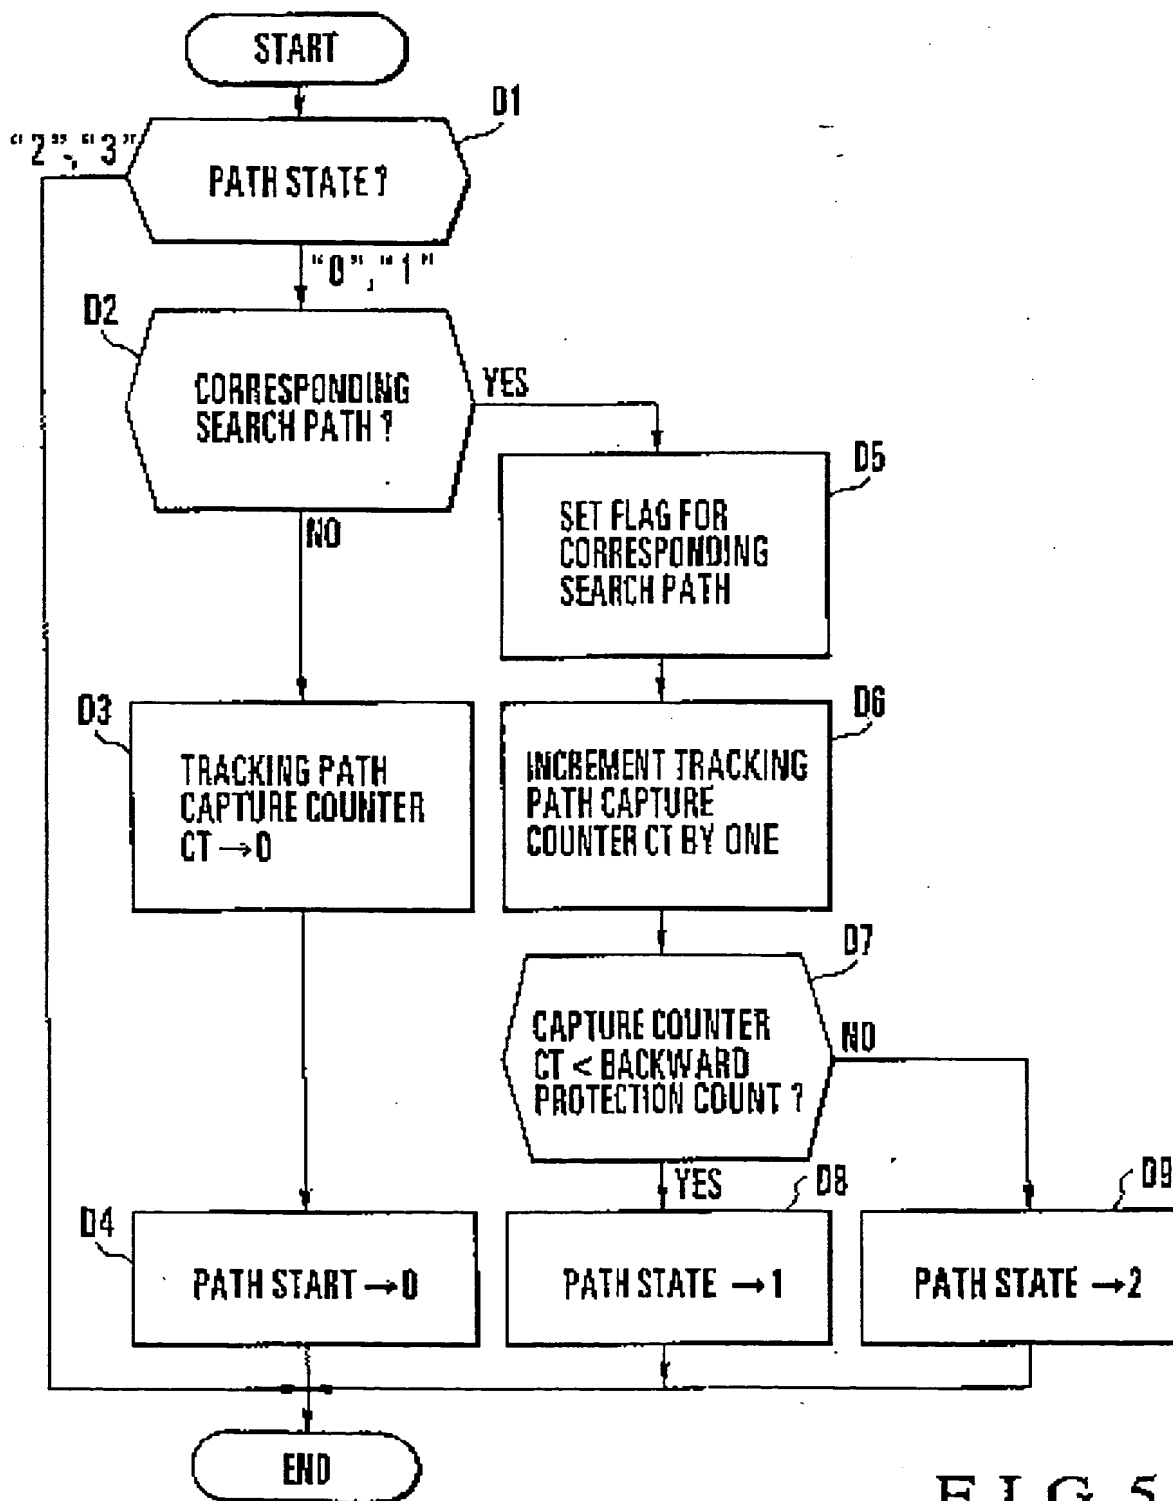 START
D1
"2", "3"
PATH STATE ?
"0", "1"
D2
CORRESPONDING
SEARCH PATH ?
YES
NO
D5
SET FLAG FOR
CORRESPONDING
SEARCH PATH
D3
TRACKING PATH
CAPTURE COUNTER
CT → 0
D6
INCREMENT TRACKING
PATH CAPTURE
COUNTER CT BY ONE
D7
CAPTURE COUNTER
CT < BACKWARD
PROTECTION COUNT ?
NO
YES
D4
PATH START → 0
D8
PATH STATE → 1
D9
PATH STATE → 2
END
FIG. 5